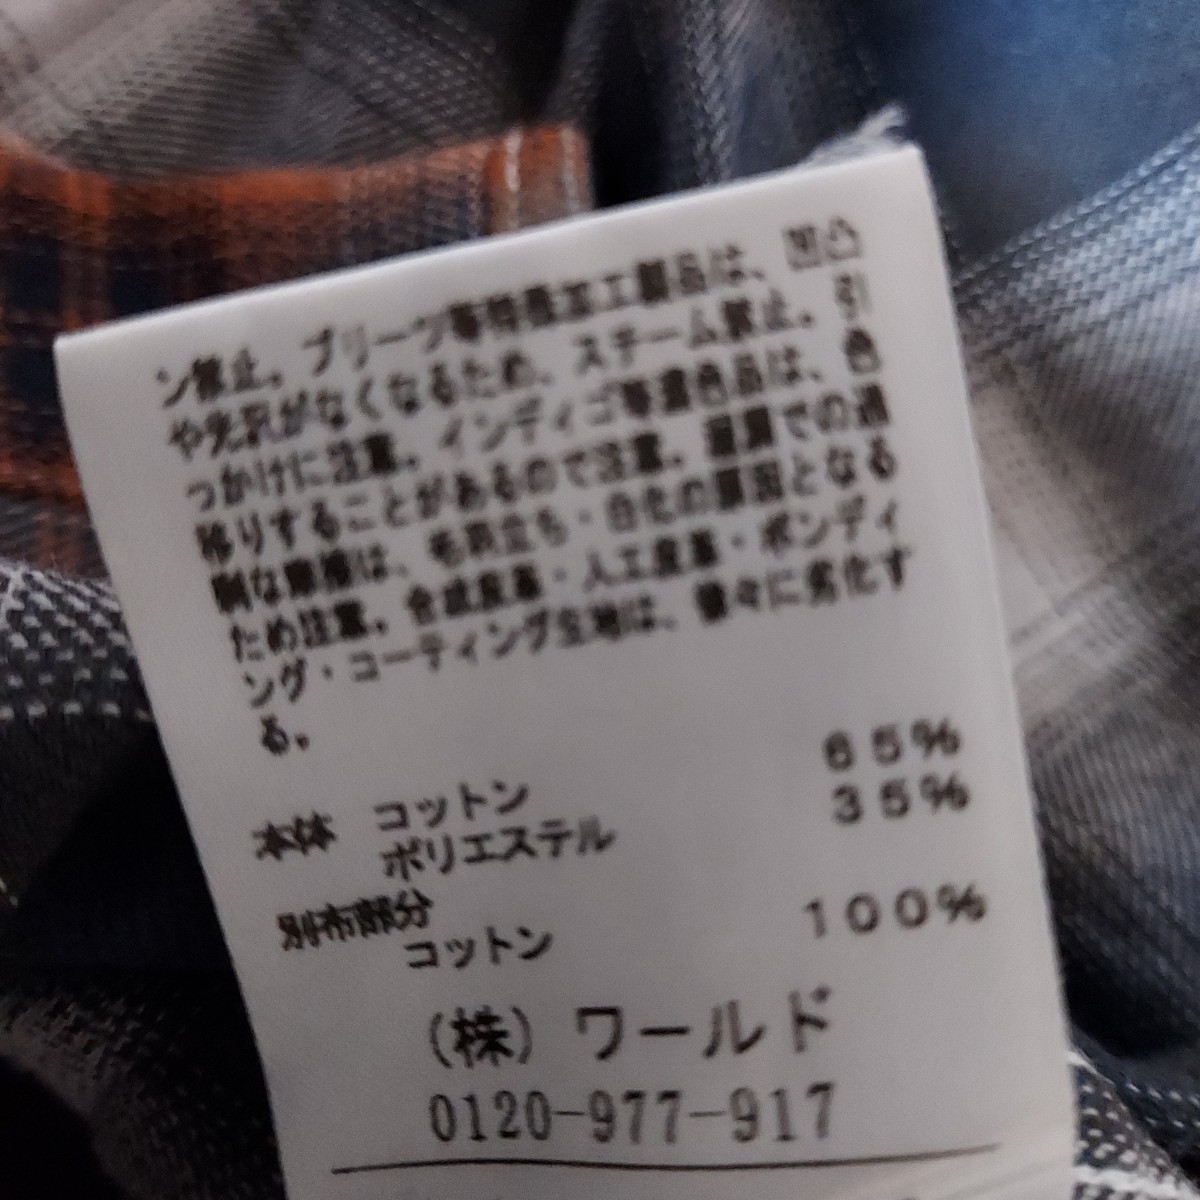 ン禁止。プリーツ等特殊加工製品は、凹凸
や光沢がなくなるため、スチーム禁止。引
っかけに注意。インディゴ等濃色品は、色
移りすることがあるので注意。湿潤での過
剰な摩擦は、毛羽立ち・白化の原因となる
ため注意。合成皮革・人工皮革・ボンディ
ング・コーティング生地は、徐々に劣化す
る。
本体 コットン 65%
ポリエステル 35%
別布部分
コットン 100%
(株) ワールド
0120-977-917